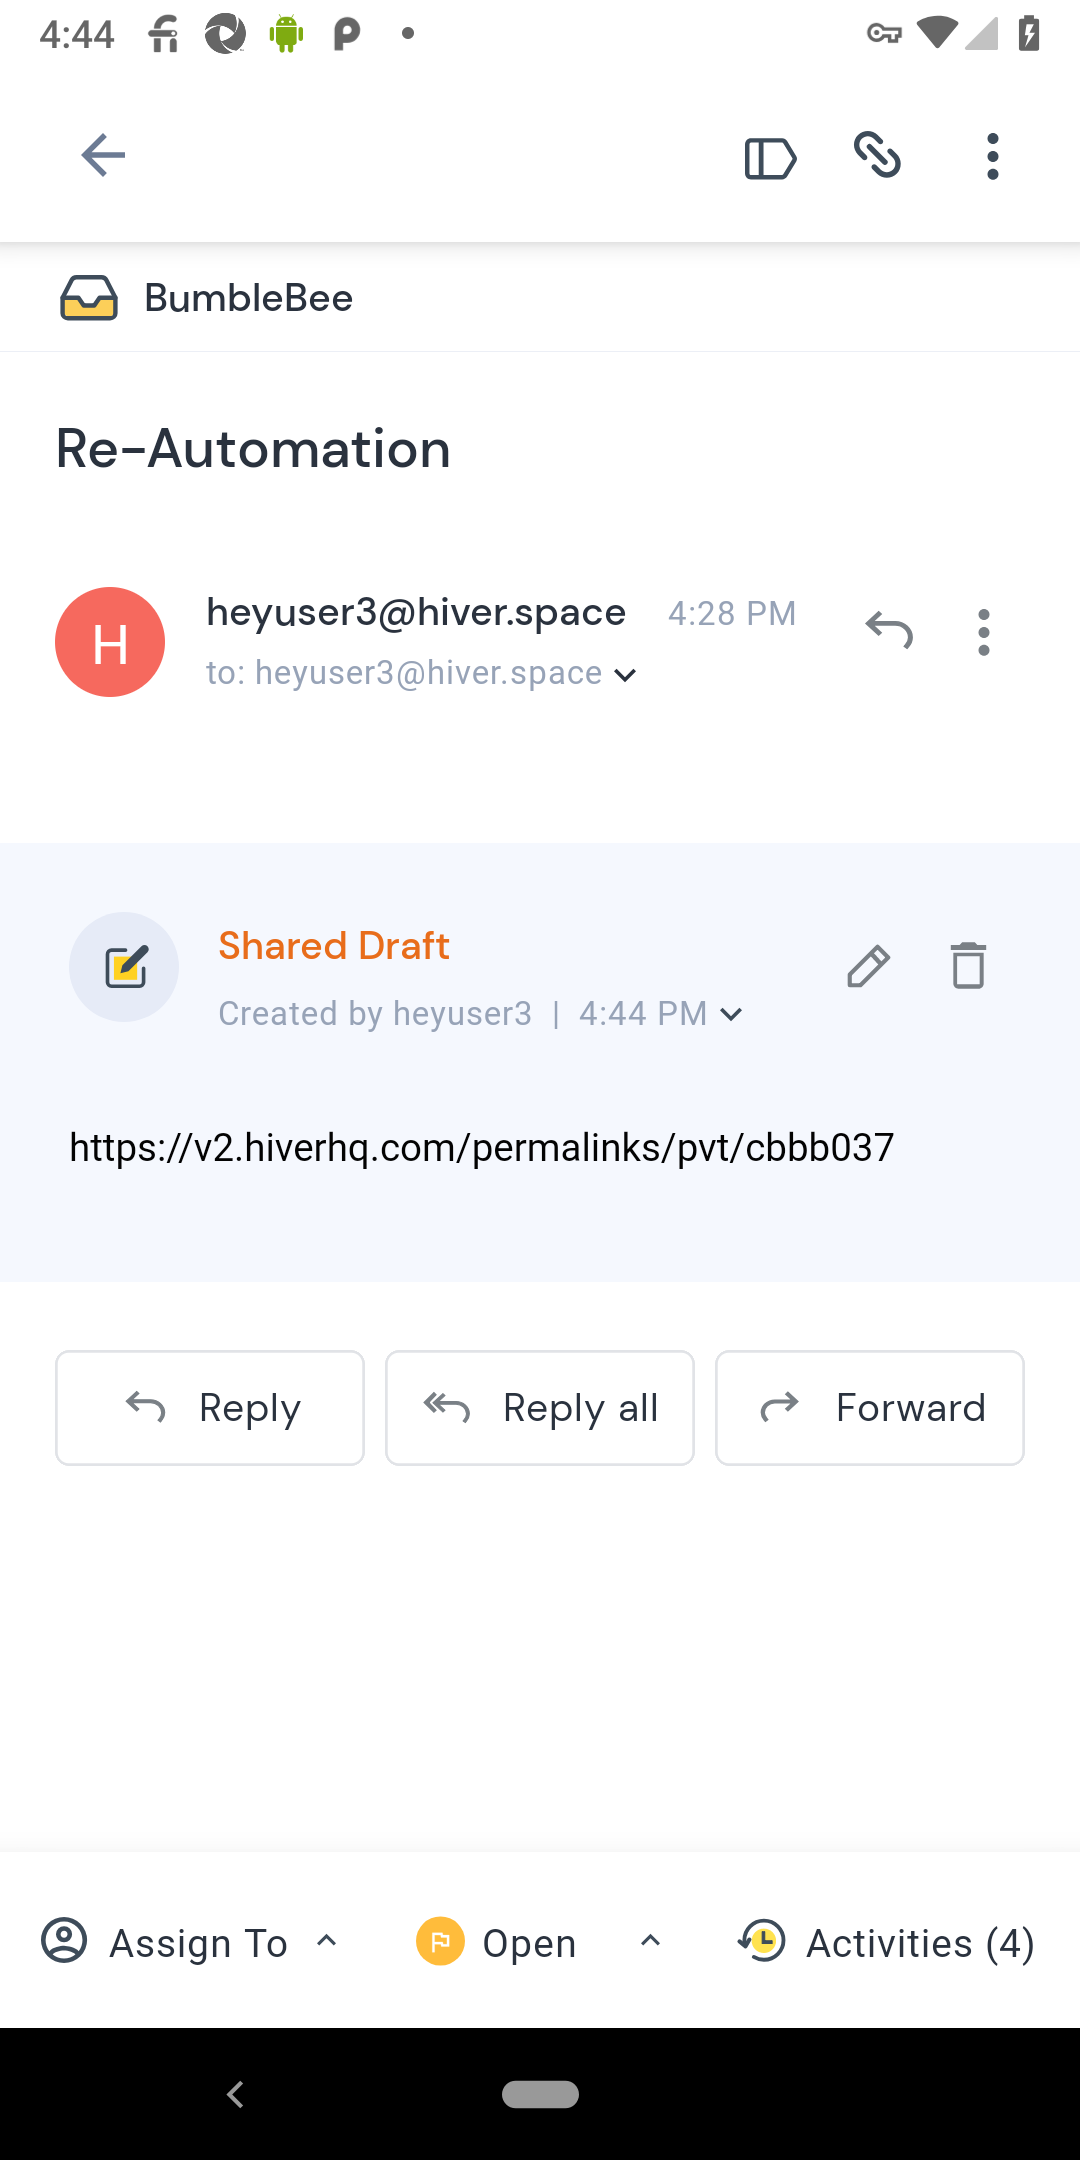 4:44
BumbleBee
Re-Automation
H
heyuser3@hiver.space 4:28 PM
to: heyuser3@hiver.space
Shared Draft
Created by heyuser3 | 4:44 PM
https://v2.hiverhq.com/permalinks/pvt/cbbb037
Reply Reply all Forward
Assign To Open Activities (4)